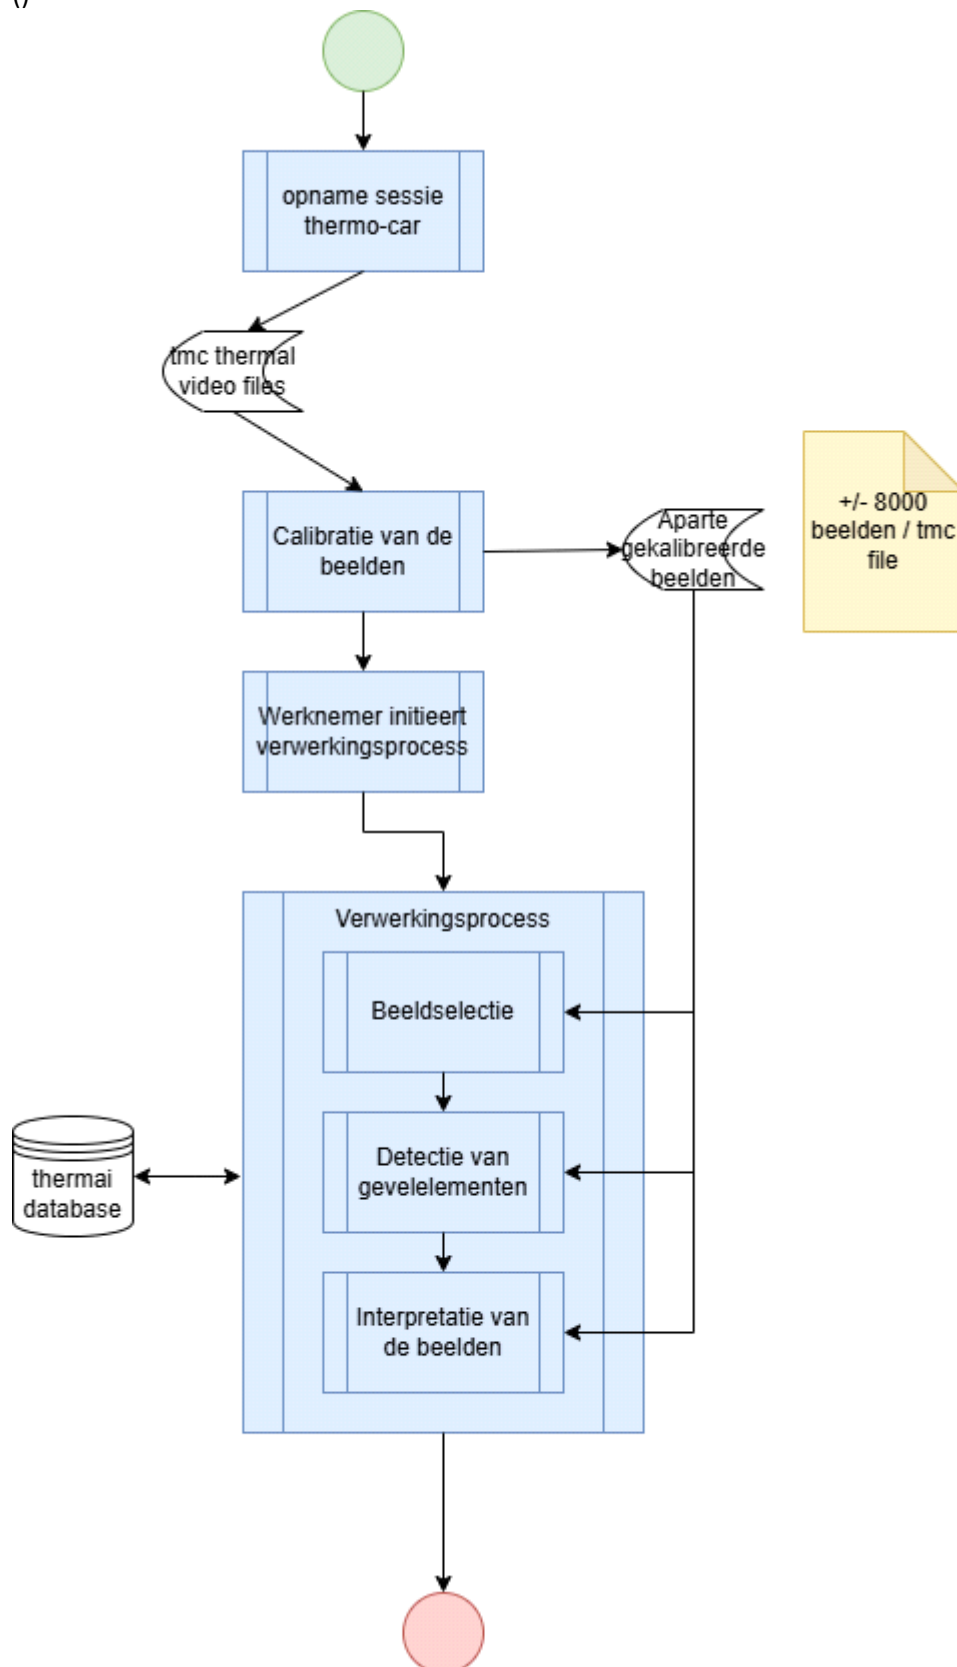 ()
opname sessie
thermo-car
tmc thermal
video files
Calibratie van de
beelden
Aparte
gekalibreerde
beelden
+/- 8000
beelden / tmc
file
Werknemer initieert
verwerkingsprocess
Verwerkingsprocess
Beeldselectie
Detectie van
gevelelementen
thermai
database
Interpretatie van
de beelden